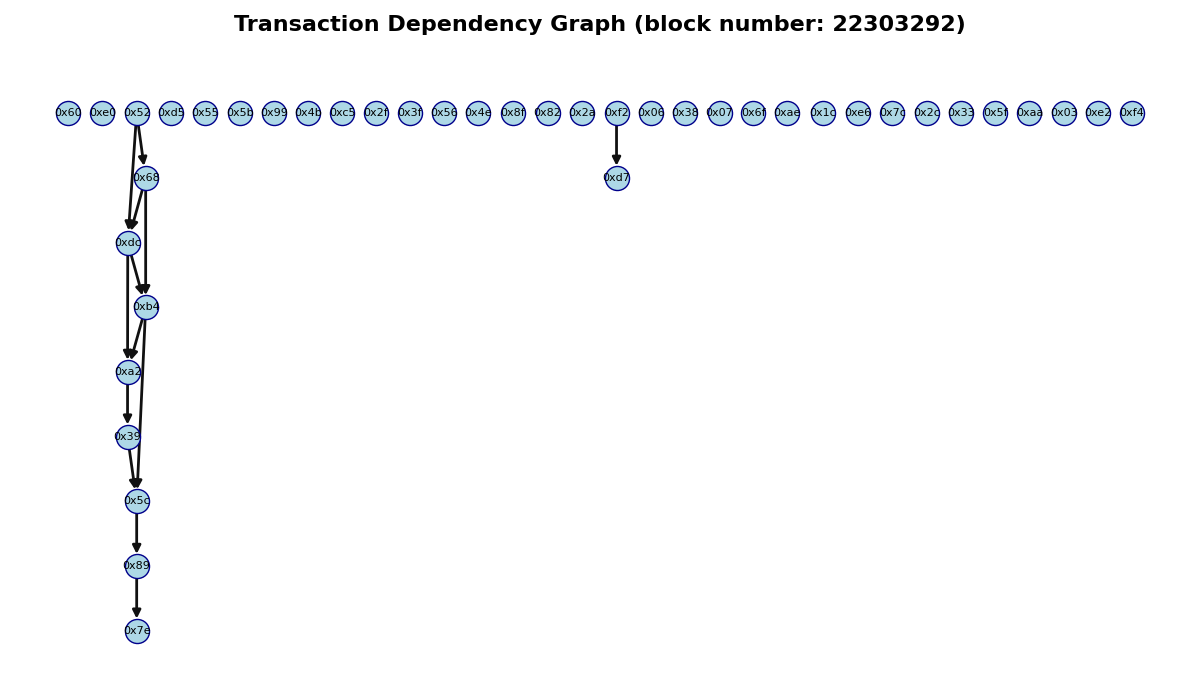 Transaction Dependency Graph (block number: 22303292)
0x60 0xe0 0x52 0xd5 0x55 0x5b 0x99 0x4b 0xc5 0x2f 0x3f 0x56 0x4e 0x8f 0x82 0x2a 0xf2 0x06 0x38 0x07 0x6f 0xae 0x1c 0xe6 0x7c 0x2c 0x33 0x5f 0xaa 0x03 0xe2 0xf4
0x68 0xd7
0xdc
0xb4
0xa2
0x39
0x5c
0x89
0x7e